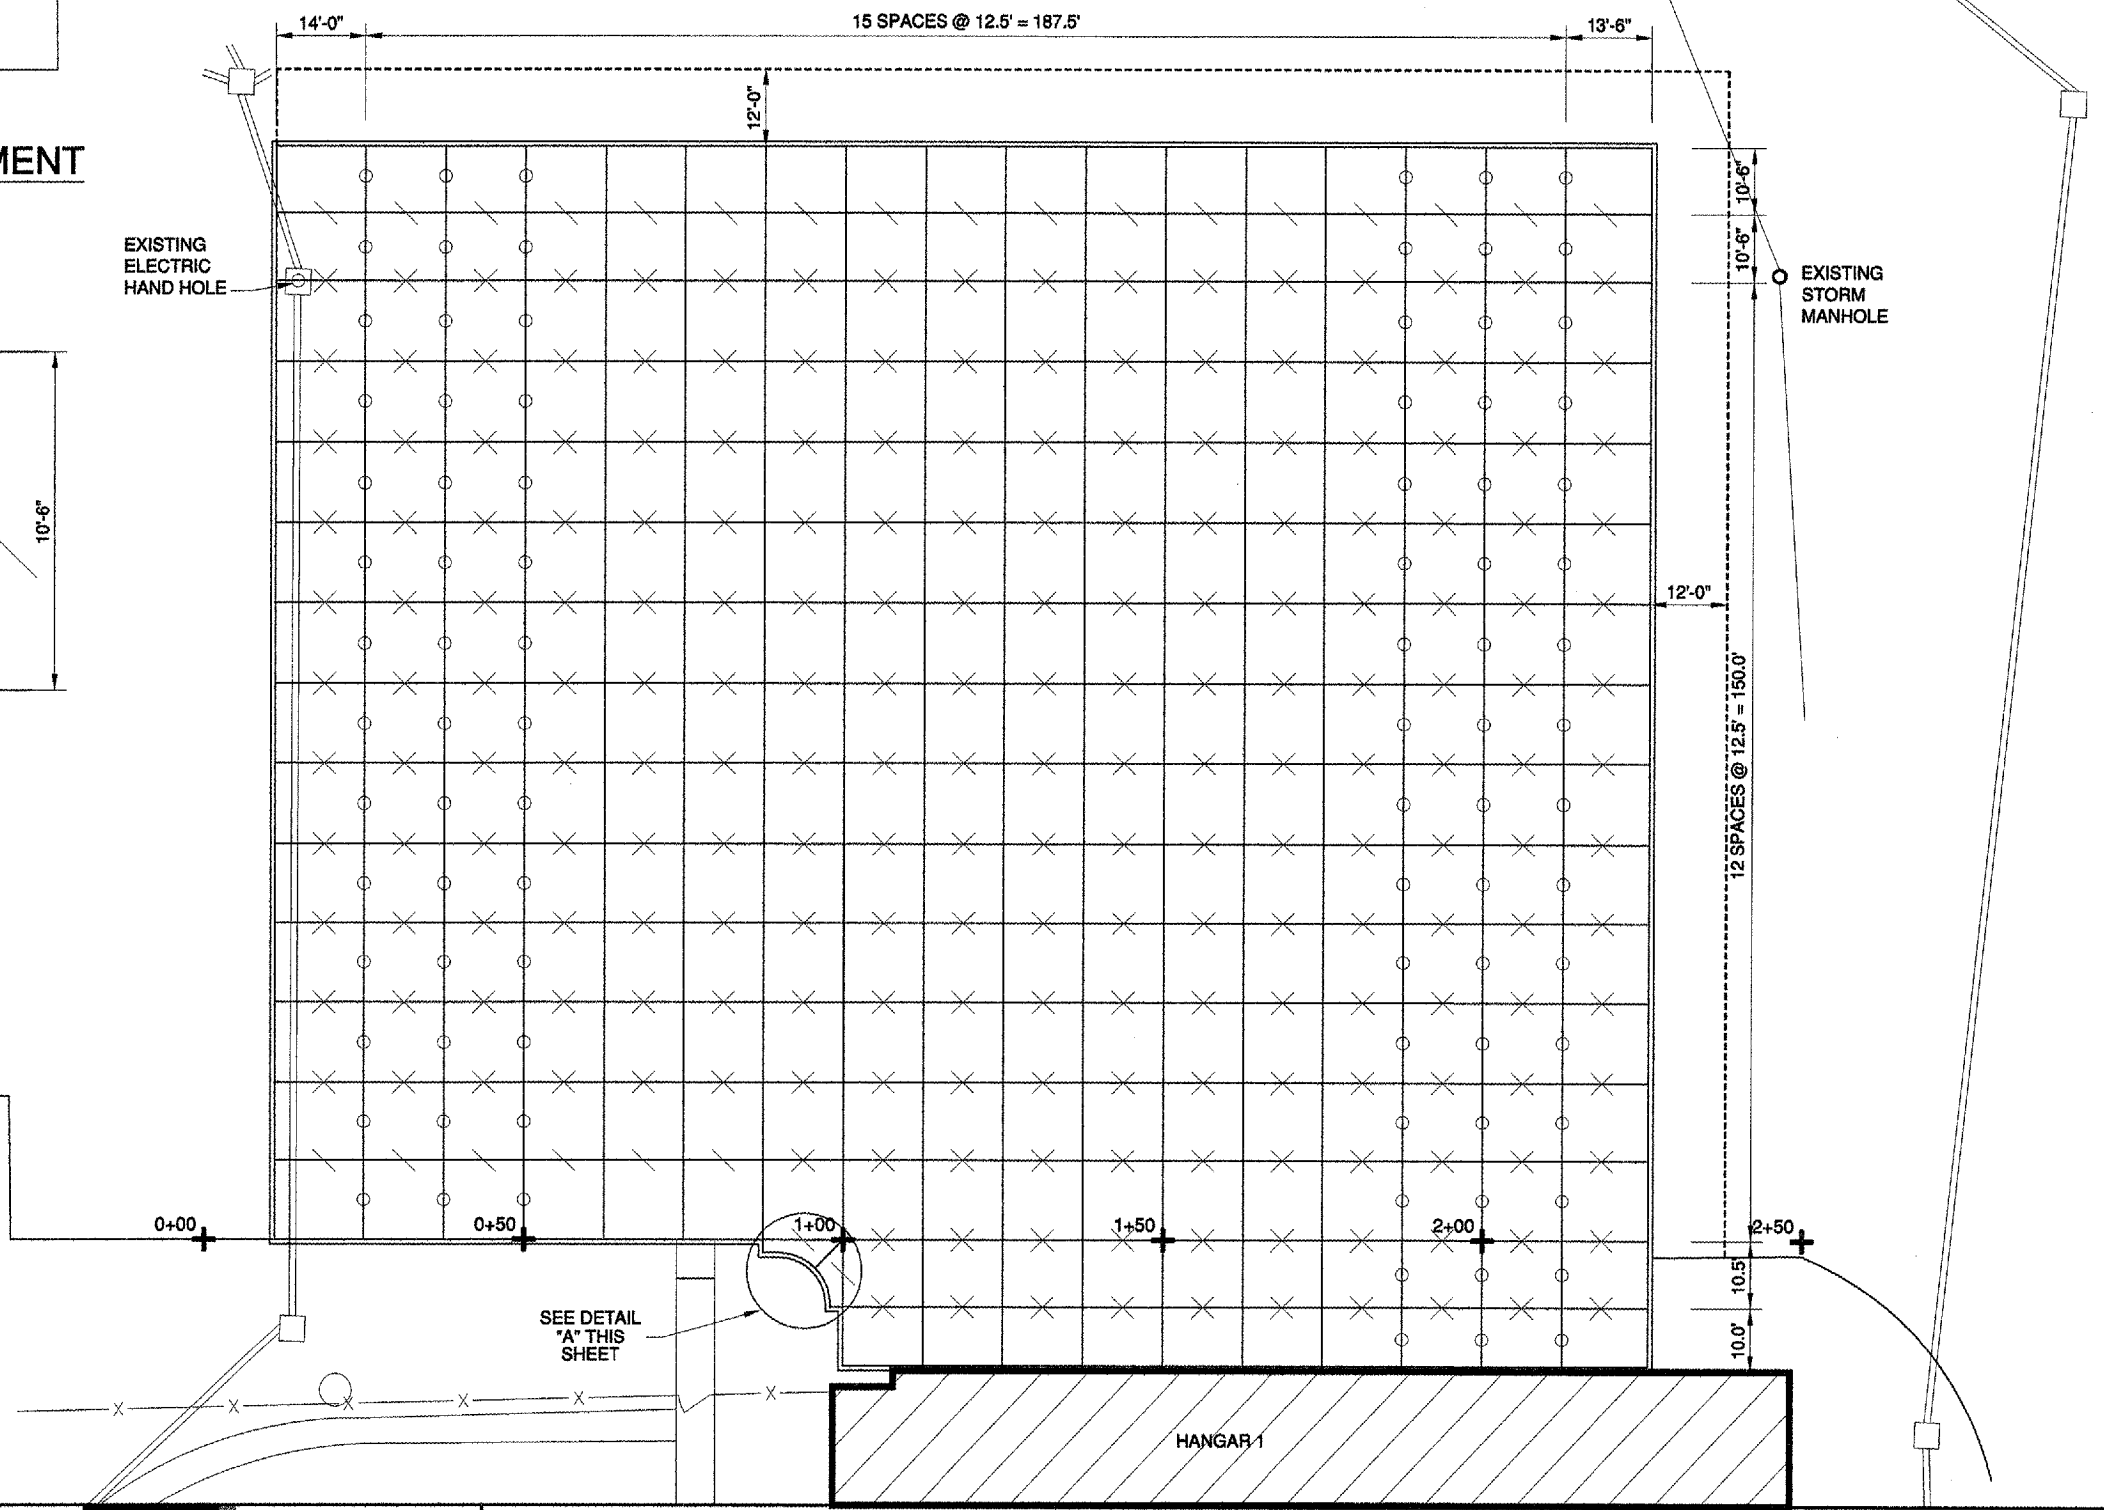 14'-0"
15 SPACES @ 12.5' = 187.5'
13'-6"
12'-0"
MENT
10'-6"
10'-6"
EXISTING
ELECTRIC
HAND HOLE
EXISTING
STORM
MANHOLE
10'-6"
12'-0"
12 SPACES @ 12.5' = 150.0'
0+00
0+50
1+00
1+50
2+00
2+50
10.5'
10.0'
SEE DETAIL
"A" THIS
SHEET
X X X X X X
HANGAR 1